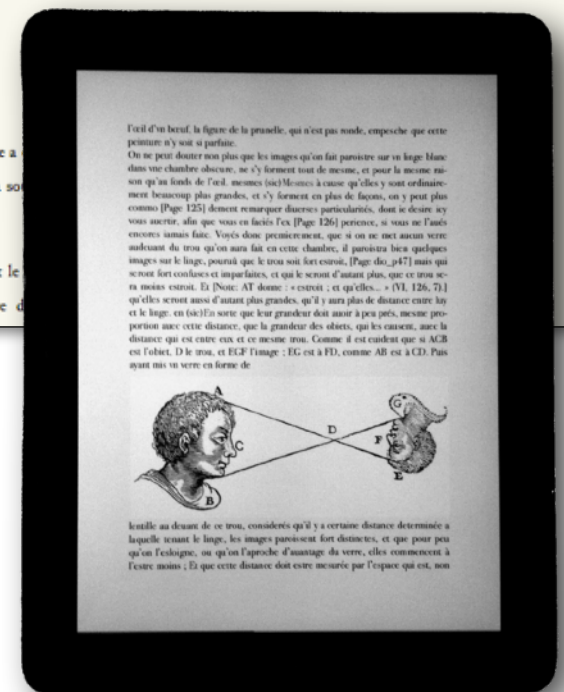 e a
so
le
e d
l'œil d'vn bœuf, la figure de la prunelle, qui n'est pas ronde, empesche que cette
peinture n'y soit si parfaite.
On ne peut douter non plus que les images qu'on fait paroistre sur vn linge blanc
dans vne chambre obscure, ne s'y forment tout de mesme, et pour la mesme rai-
son qu'au fonds de l'œil, mesmes (sic)Mesmes à cause qu'elles y sont ordinaire-
ment beaucoup plus grandes, et s'y forment en plus de façons, on y peut plus
commo [Page 125] dement remarquer diuerses particularités, dont ie desire icy
vous auertir, afin que vous en faciés l'ex [Page 126] perience, si vous ne l'aués
encores iamais faite. Voyés donc premierement, que si on ne met aucun verre
audeuant du trou qu'on aura fait en cette chambre, il paroistra bien quelques
images sur le linge, pouruû que le trou soit fort estroit, [Page dio_p47] mais qui
seront fort confuses et imparfaites, et qui le seront d'autant plus, que ce trou se-
ra moins estroit. Et [Note: AT donne : « estroit ; et qu'elles... » (VI, 126, 7).]
qu'elles seront aussi d'autant plus grandes, qu'il y aura plus de distance entre luy
et le linge, en (sic)En sorte que leur grandeur doit auoir à peu prés, mesme pro-
portion auec cette distance, que la grandeur des obiets, qui les causent, auec la
distance qui est entre eux et ce mesme trou. Comme il est euident que si ACB
est l'obiet, D le trou, et EGF l'image ; EG est à FD, comme AB est à CD. Puis
ayant mis vn verre en forme de
A
G
D
C
F
E
B
lentille au deuant de ce trou, considerés qu'il y a certaine distance determinée a
laquelle tenant le linge, les images paroissent fort distinctes, et que pour peu
qu'on l'esloigne, ou qu'on l'aproche d'auantage du verre, elles commencent à
l'estre moins ; Et que cette distance doit estre mesurée par l'espace qui est, non